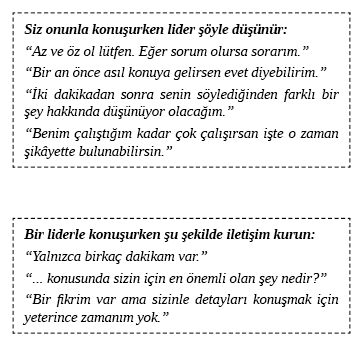 Siz onunla konuşurken lider şöyle düşünür:
“Az ve öz ol lütfen. Eğer sorum olursa sorarım.”
“Bir an önce asıl konuya gelirsen evet diyebilirim.”
“İki dakikadan sonra senin söylediğinden farklı bir
şey hakkında düşünüyor olacağım.”
“Benim çalıştığım kadar çok çalışırsan işte o zaman
şikâyette bulunabilirsin.”
Bir liderle konuşurken şu şekilde iletişim kurun:
“Yalnızca birkaç dakikam var.”
“... konusunda sizin için en önemli olan şey nedir?”
“Bir fikrim var ama sizinle detayları konuşmak için
yeterince zamanım yok.”